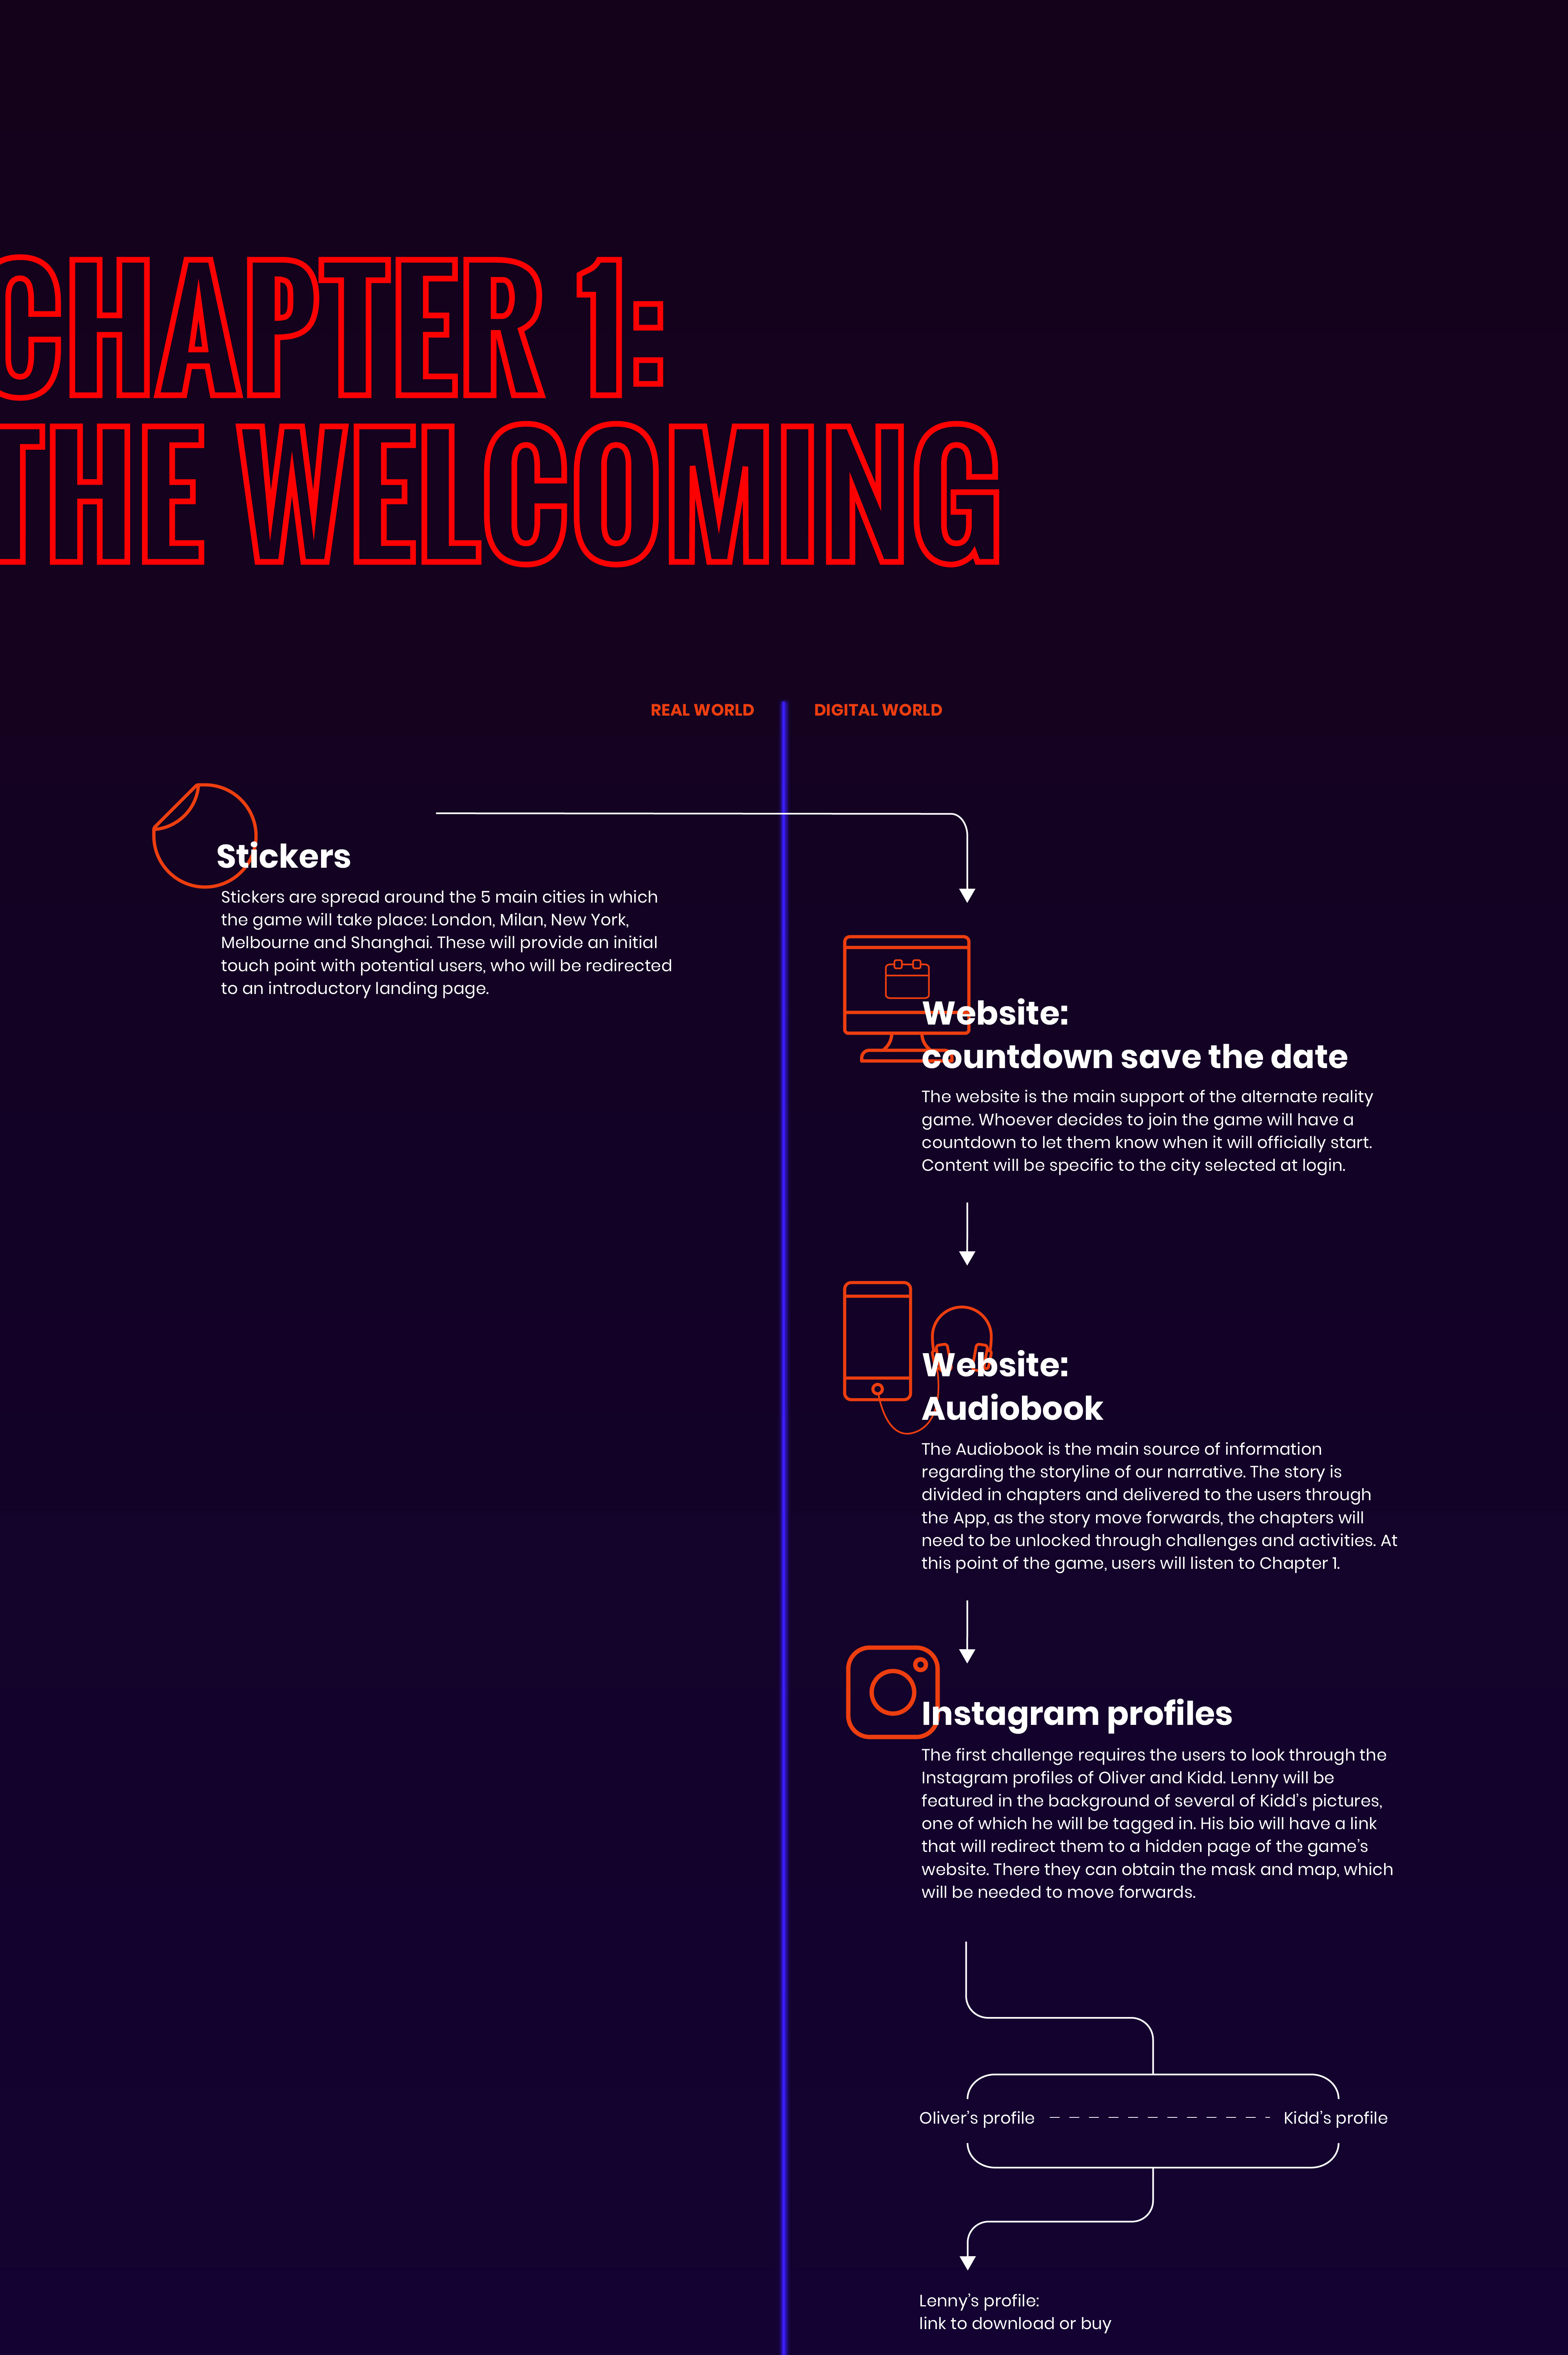 CHAPTER 1:
THE WELCOMING
REAL WORLD
DIGITAL WORLD
Stickers
Stickers are spread around the 5 main cities in which
the game will take place: London, Milan, New York,
Melbourne and Shanghai. These will provide an initial
touch point with potential users, who will be redirected
to an introductory landing page.
Website:
countdown save the date
The website is the main support of the alternate reality
game. Whoever decides to join the game will have a
countdown to let them know when it will officially start.
Content will be specific to the city selected at login.
Website:
Audiobook
The Audiobook is the main source of information
regarding the storyline of our narrative. The story is
divided in chapters and delivered to the users through
the App, as the story move forwards, the chapters will
need to be unlocked through challenges and activities. At
this point of the game, users will listen to Chapter 1.
Instagram profiles
The first challenge requires the users to look through the
Instagram profiles of Oliver and Kidd. Lenny will be
featured in the background of several of Kidd's pictures,
one of which he will be tagged in. His bio will have a link
that will redirect them to a hidden page of the game's
website. There they can obtain the mask and map, which
will be needed to move forwards.
Oliver's profile
Kidd's profile
Lenny's profile:
link to download or buy